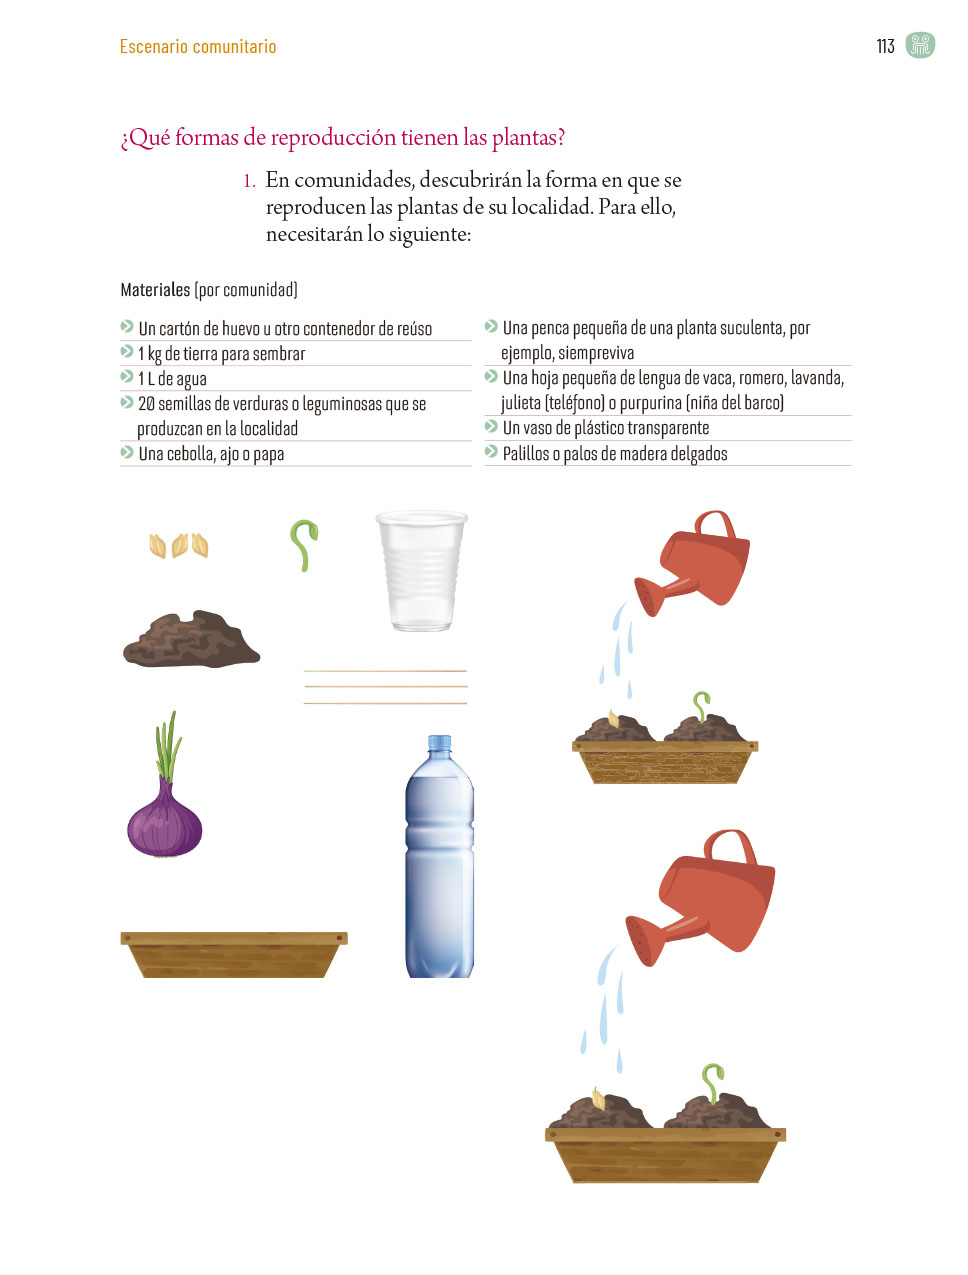 Escenario comunitario
113
¿Qué formas de reproducción tienen las plantas?
1. En comunidades, descubrirán la forma en que se
reproducen las plantas de su localidad. Para ello,
necesitarán lo siguiente:
Materiales (por comunidad)
Un cartón de huevo u otro contenedor de reúso
1 kg de tierra para sembrar
1 L de agua
20 semillas de verduras o leguminosas que se
produzcan en la localidad
Una cebolla, ajo o papa
Una penca pequeña de una planta suculenta, por
ejemplo, siempreviva
Una hoja pequeña de lengua de vaca, romero, lavanda,
julieta (teléfono) o purpurina (niña del barco)
Un vaso de plástico transparente
Palillos o palos de madera delgados